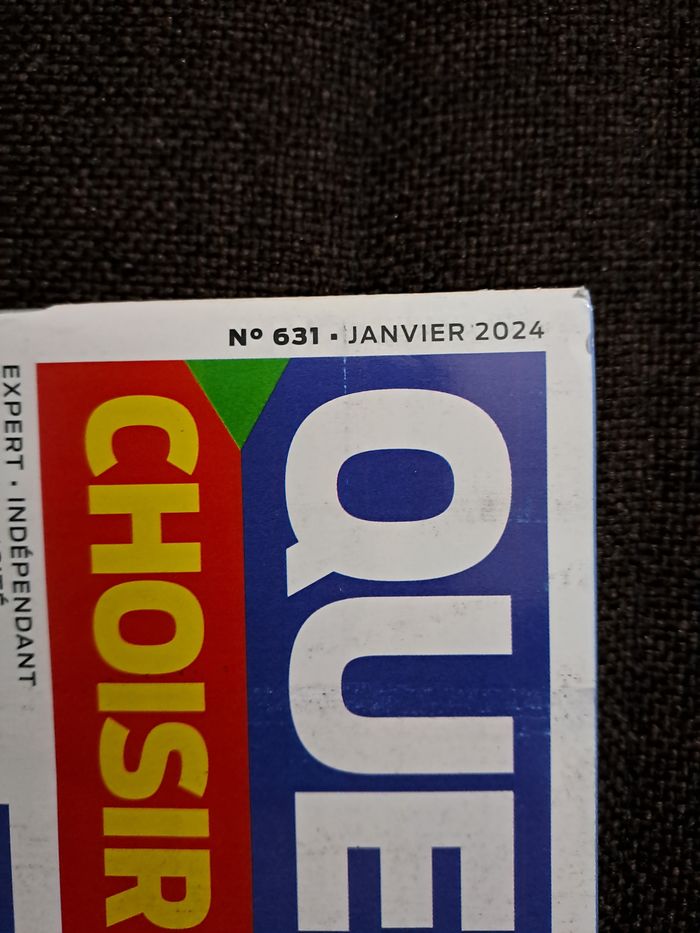 Nº 631 ▪ JANVIER 2024
QUE
CHOISIR
EXPERT ▪ INDÉPENDANT